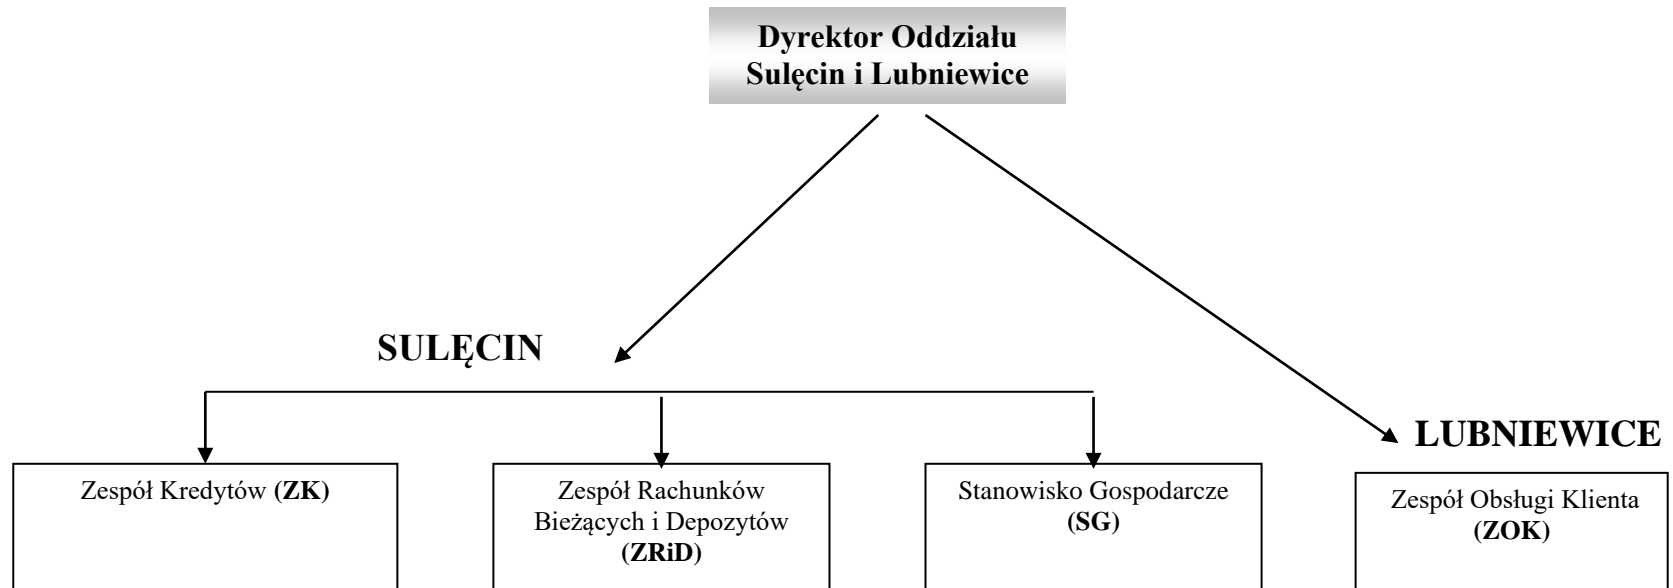 Dyrektor Oddziału
Sulęcin i Lubniewice
SULĘCIN
LUBNIEWICE
Zespół Kredytów (ZK)
Zespół Rachunków
Bieżących i Depozytów
(ZRiD)
Stanowisko Gospodarcze
(SG)
Zespół Obsługi Klienta
(ZOK)